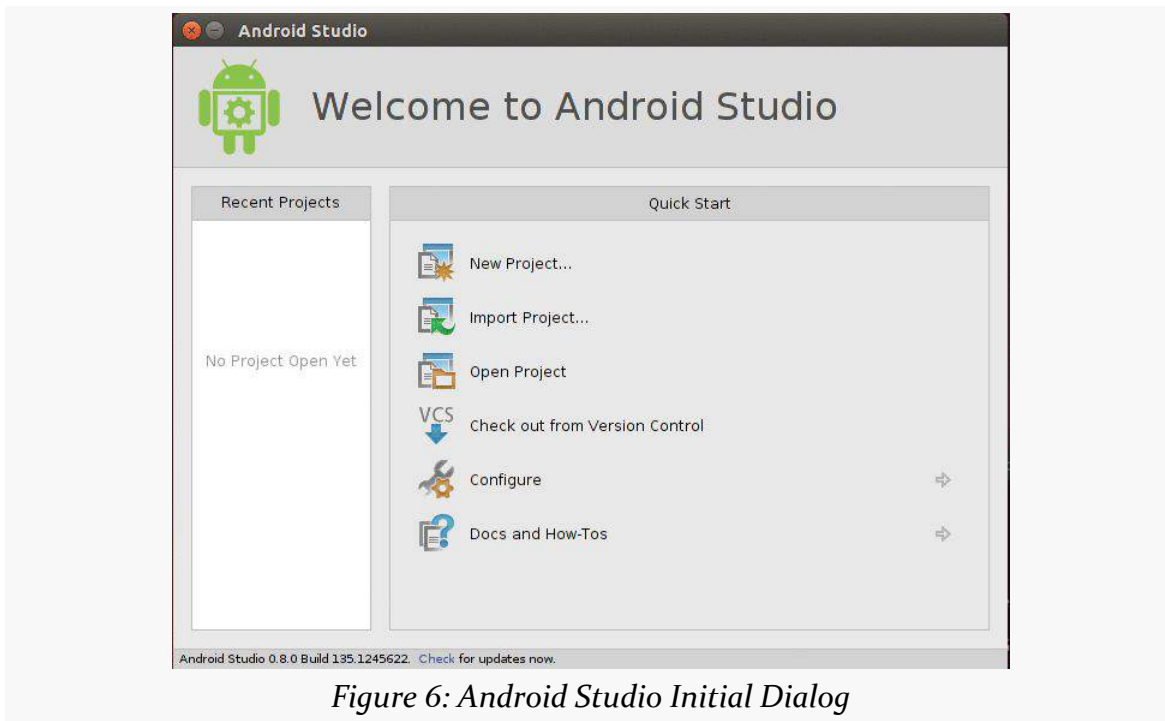 Android Studio
Welcome to Android Studio
Recent Projects
No Project Open Yet
Quick Start
New Project...
Import Project...
Open Project
VCS
Check out from Version Control
Configure
Docs and How-Tos
Android Studio 0.8.0 Build 135.1245622. Check for updates now.
Figure 6: Android Studio Initial Dialog